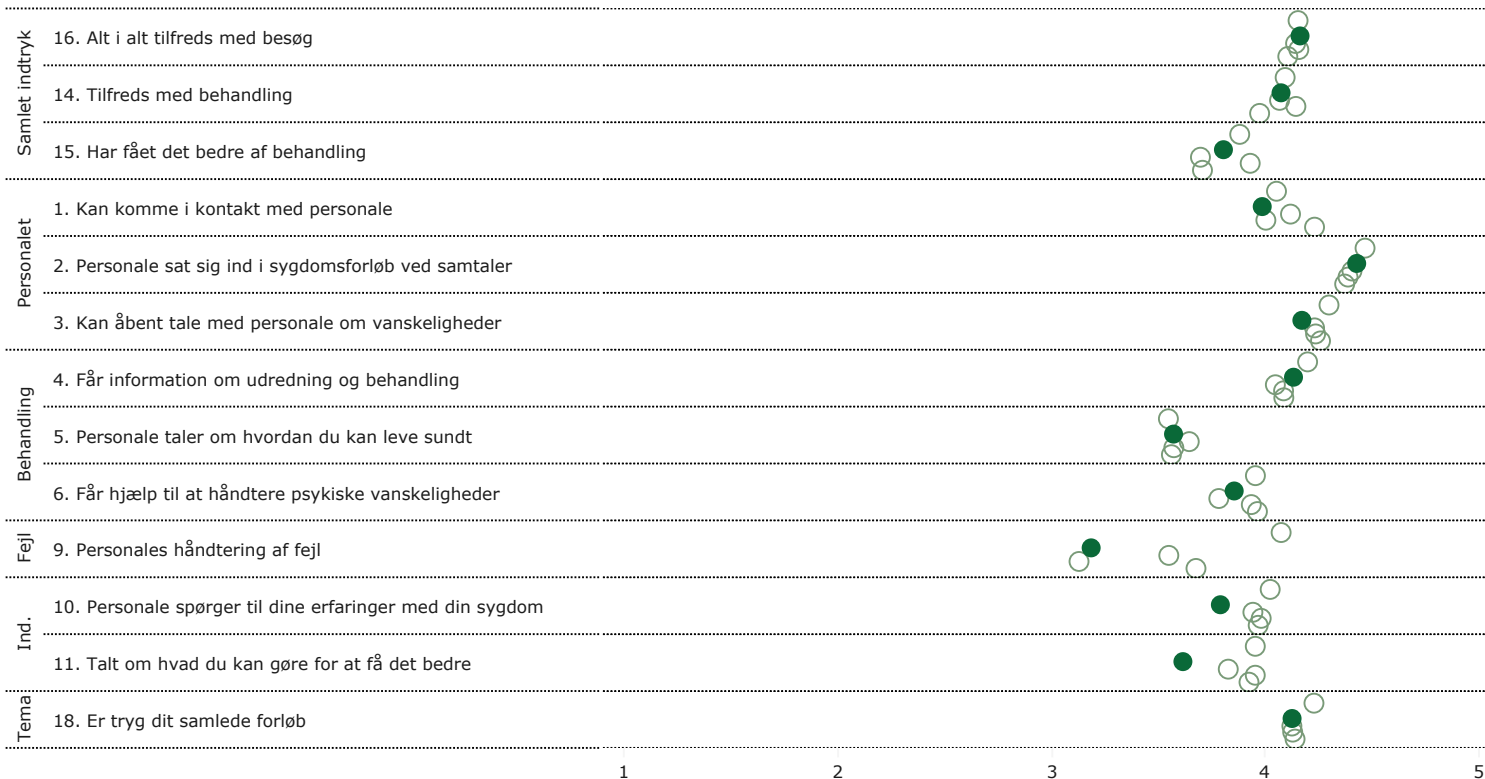 Samlet indtryk
16. Alt i alt tilfreds med besøg
14. Tilfreds med behandling
15. Har fået det bedre af behandling
Personalet
1. Kan komme i kontakt med personale
2. Personale sat sig ind i sygdomsforløb ved samtaler
3. Kan åbent tale med personale om vanskeligheder
Behandling
4. Får information om udredning og behandling
5. Personale taler om hvordan du kan leve sundt
6. Får hjælp til at håndtere psykiske vanskeligheder
Fejl
9. Personales håndtering af fejl
Ind.
10. Personale spørger til dine erfaringer med din sygdom
11. Talt om hvad du kan gøre for at få det bedre
Tema
18. Er tryg dit samlede forløb
1 2 3 4 5